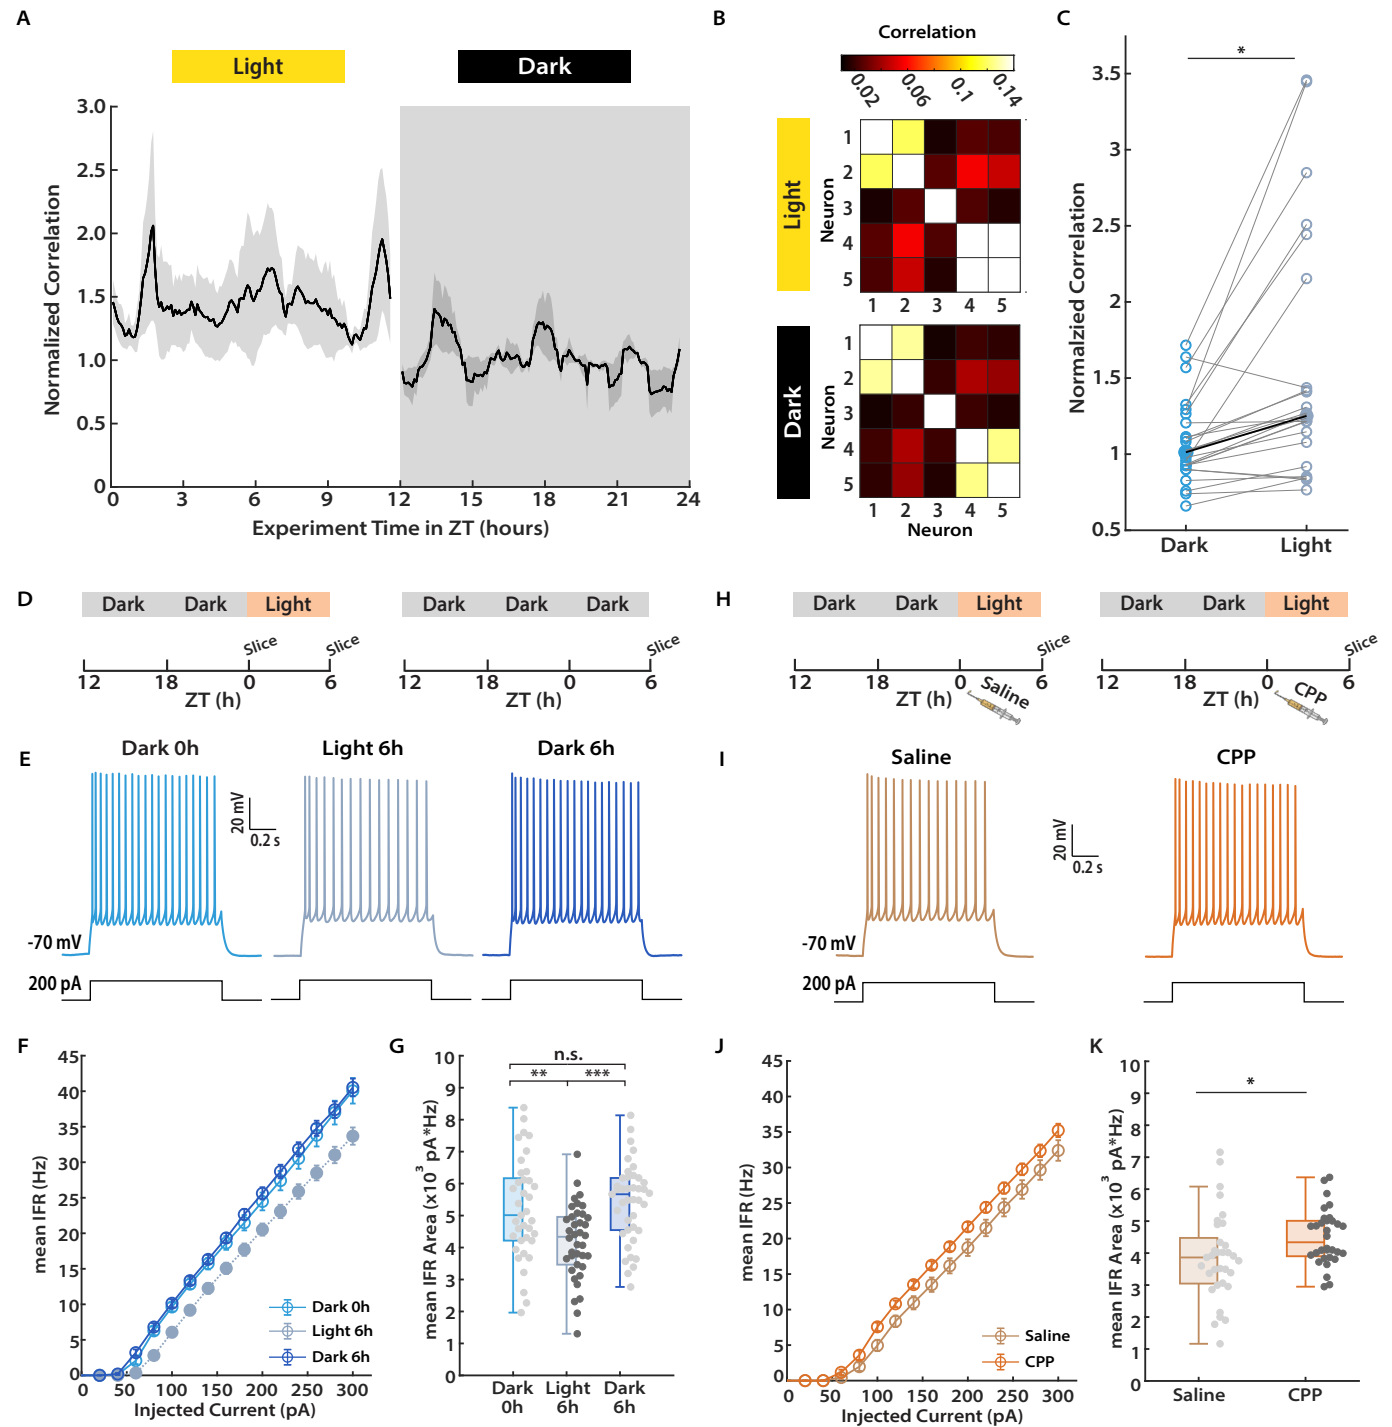 A
Light
Dark
3.0
2.5
2.0
1.5
1.0
0.5
0
Normalized Correlation
0 3 6 9 12 15 18 21 24
Experiment Time in ZT (hours)
B
Correlation
0.02 0.06 0.1 0.14
Light
Neuron
1
2
3
4
5
1 2 3 4 5
Dark
Neuron
1
2
3
4
5
1 2 3 4 5
Neuron
C
*
3.5
3
2.5
2
1.5
1
0.5
Normalzied Correlation
Dark Light
D
Dark Dark Light
Slice Slice
12 18 0 6
ZT (h)
Dark Dark Dark
Slice
12 18 0 6
ZT (h)
E
Dark 0h Light 6h Dark 6h
20 mV
0.2 s
-70 mV
200 pA
F
45
40
35
30
25
20
15
10
5
0
mean IFR (Hz)
Dark 0h
Light 6h
Dark 6h
0 50 100 150 200 250 300
Injected Current (pA)
G
n.s.
** ***
10
9
8
7
6
5
4
3
2
1
0
mean IFR Area (x10³ pA*Hz)
Dark Light Dark
0h 6h 6h
H
Dark Dark Light
Slice
12 18 0 6
ZT (h) Saline
Dark Dark Light
Slice
12 18 0 6
ZT (h) CPP
I
Saline CPP
20 mV
0.2 s
-70 mV
200 pA
J
45
40
35
30
25
20
15
10
5
0
mean IFR (Hz)
Saline
CPP
0 50 100 150 200 250 300
Injected Current (pA)
K
*
10
9
8
7
6
5
4
3
2
1
0
mean IFR Area (x10³ pA*Hz)
Saline CPP